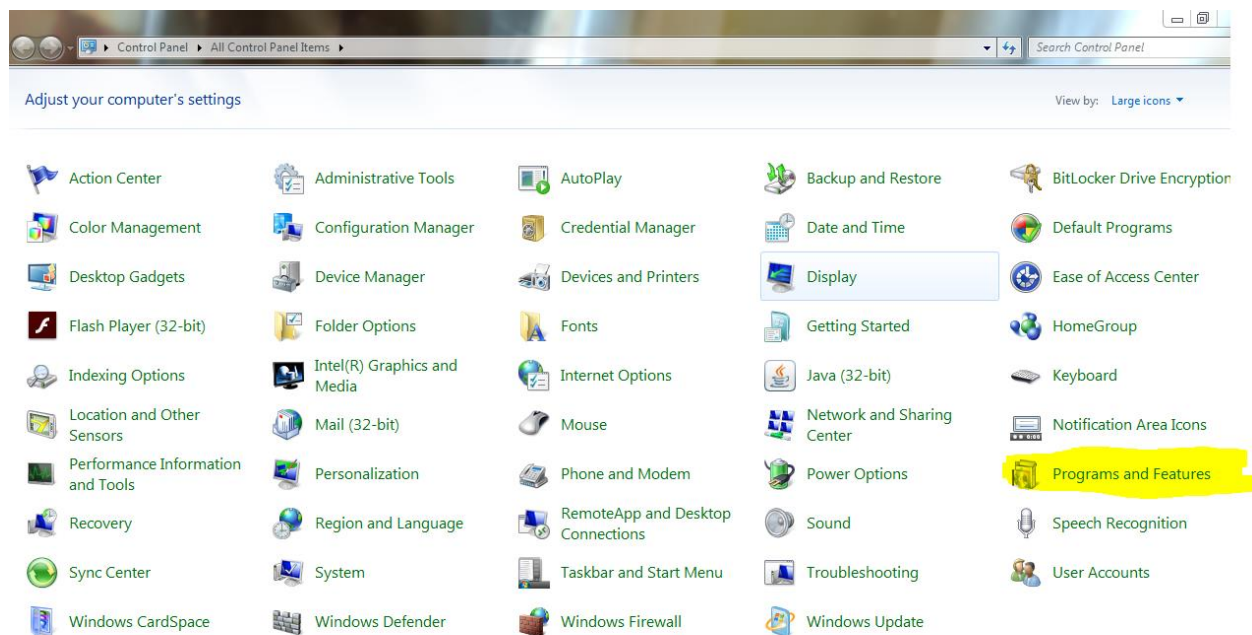 Control Panel All Control Panel Items Search Control Panel
Adjust your computer's settings View by: Large icons
Action Center Administrative Tools AutoPlay Backup and Restore BitLocker Drive Encryption
Color Management Configuration Manager Credential Manager Date and Time Default Programs
Desktop Gadgets Device Manager Devices and Printers Display Ease of Access Center
Flash Player (32-bit) Folder Options Fonts Getting Started HomeGroup
Indexing Options Intel(R) Graphics and
Media Internet Options Java (32-bit) Keyboard
Location and Other
Sensors Mail (32-bit) Mouse Network and Sharing
Center Notification Area Icons
Performance Information
and Tools Personalization Phone and Modem Power Options Programs and Features
Recovery Region and Language RemoteApp and Desktop
Connections Sound Speech Recognition
Sync Center System Taskbar and Start Menu Troubleshooting User Accounts
Windows CardSpace Windows Defender Windows Firewall Windows Update